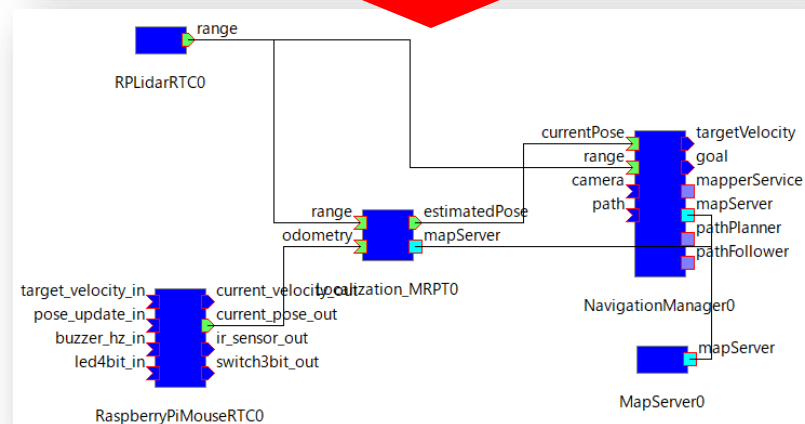 range
RPLidarRTC0
currentPose
targetVelocity
range
goal
camera
mapperService
path
mapServer
pathPlanner
pathFollower
NavigationManager0
range
estimatedPose
odometry
mapServer
Localization_MRPT0
target_velocity_in
current_velocity_out
pose_update_in
current_pose_out
buzzer_hz_in
ir_sensor_out
led4bit_in
switch3bit_out
RaspberryPiMouseRTC0
mapServer
MapServer0